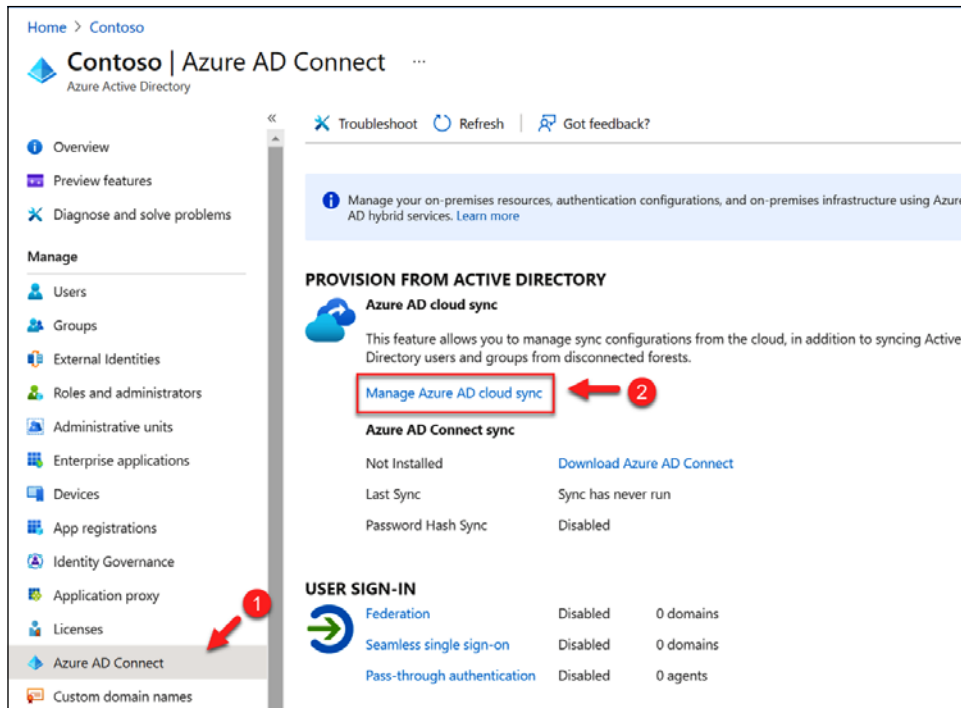 Home > Contoso
Contoso | Azure AD Connect ...
Azure Active Directory
«
Troubleshoot Refresh | Got feedback?
Overview
Preview features
Diagnose and solve problems
Manage
Users
Groups
External Identities
Roles and administrators
Administrative units
Enterprise applications
Devices
App registrations
Identity Governance
Application proxy
Licenses
1
Azure AD Connect
Custom domain names
Manage your on-premises resources, authentication configurations, and on-premises infrastructure using Azure
AD hybrid services. Learn more
PROVISION FROM ACTIVE DIRECTORY
Azure AD cloud sync
This feature allows you to manage sync configurations from the cloud, in addition to syncing Active
Directory users and groups from disconnected forests.
Manage Azure AD cloud sync 2
Azure AD Connect sync
Not Installed Download Azure AD Connect
Last Sync Sync has never run
Password Hash Sync Disabled
USER SIGN-IN
Federation Disabled 0 domains
Seamless single sign-on Disabled 0 domains
Pass-through authentication Disabled 0 agents